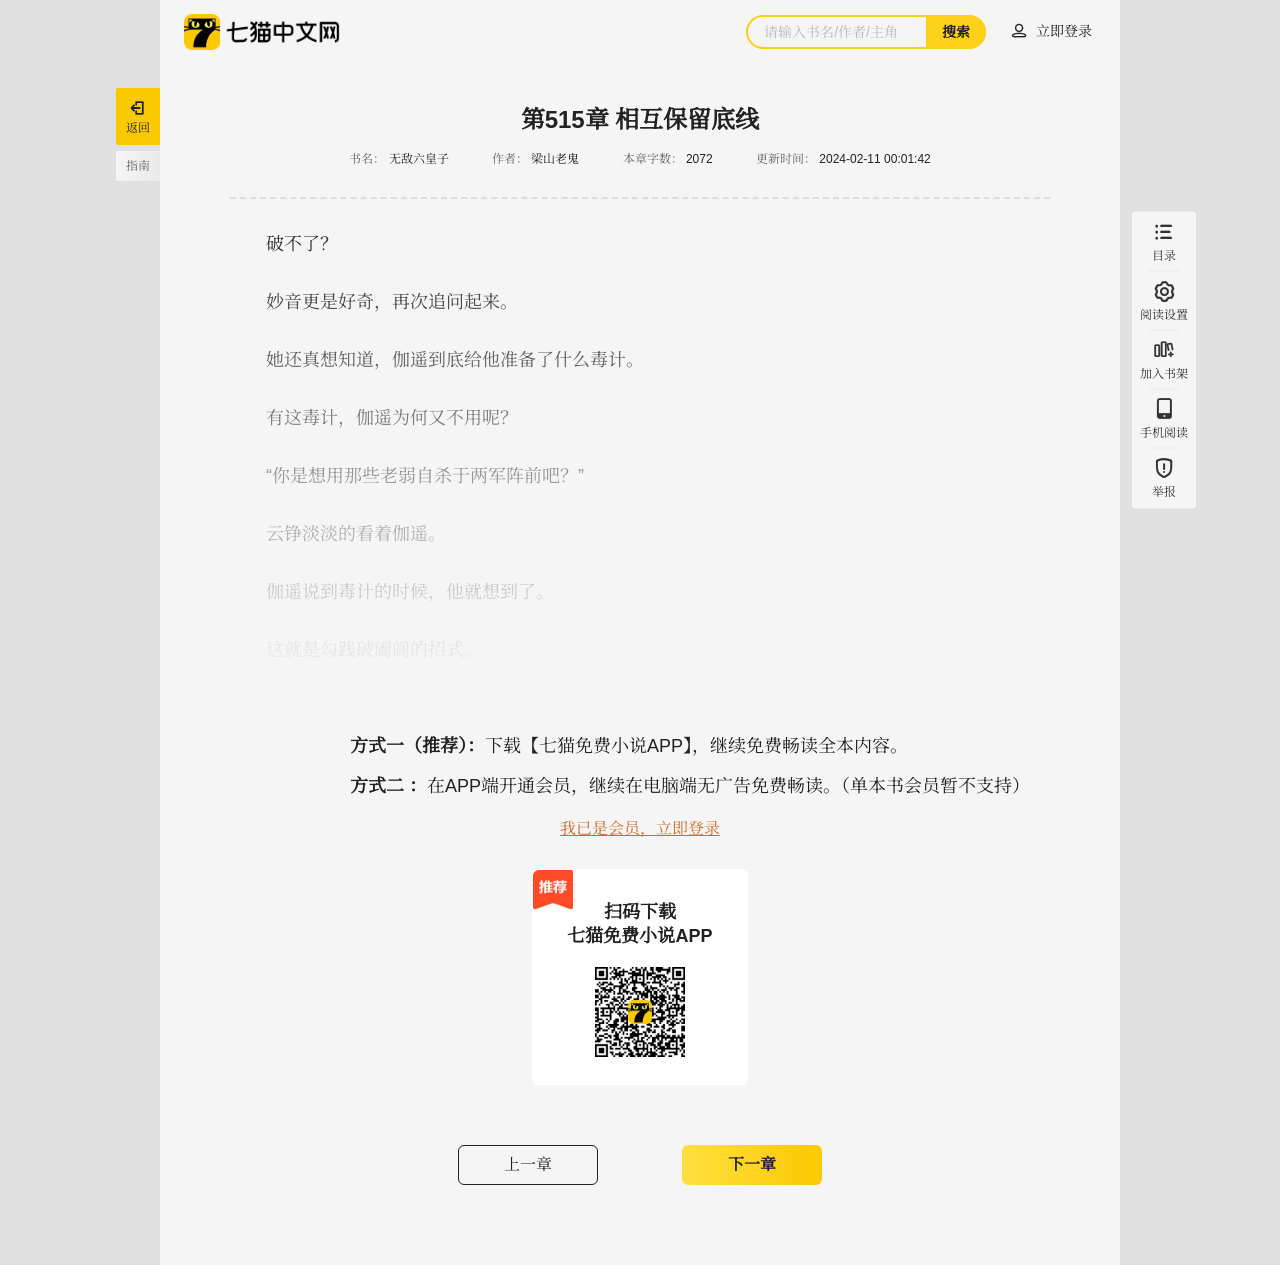 七猫中文网
请输入书名/作者/主角
搜索
立即登录
返回
指南
第515章 相互保留底线
书名： 无敌六皇子 作者： 梁山老鬼 本章字数： 2072 更新时间： 2024-02-11 00:01:42
破不了？
妙音更是好奇，再次追问起来。
她还真想知道，伽遥到底给他准备了什么毒计。
有这毒计，伽遥为何又不用呢？
“你是想用那些老弱自杀于两军阵前吧？”
云铮淡淡的看着伽遥。
伽遥说到毒计的时候，他就想到了。
这就是勾践破阖闾的招式。
目录
阅读设置
加入书架
手机阅读
举报
方式一（推荐）：下载【七猫免费小说APP】，继续免费畅读全本内容。
方式二 ：在APP端开通会员，继续在电脑端无广告免费畅读。（单本书会员暂不支持）
我已是会员，立即登录
推荐
扫码下载
七猫免费小说APP
上一章
下一章